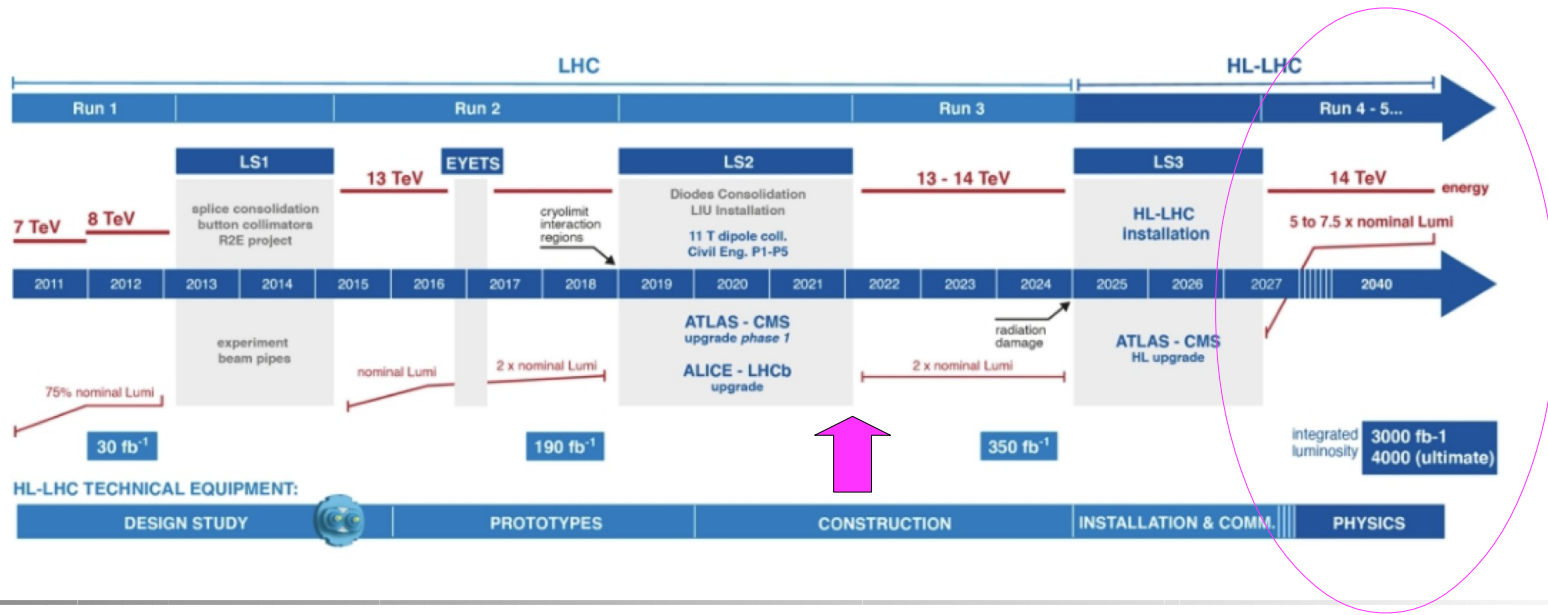 LHC
HL-LHC
Run 1
Run 2
Run 3
Run 4 - 5...
LS1
EYETS
LS2
LS3
13 TeV
13 - 14 TeV
14 TeV
energy
7 TeV
8 TeV
splice consolidation
button collimators
R2E project
cryolimit
interaction
regions
Diodes Consolidation
LIU Installation
11 T dipole coll.
Civil Eng. P1-P5
HL-LHC
Installation
5 to 7.5 x nominal Lumi
2011
2012
2013
2014
2015
2016
2017
2018
2019
2020
2021
2022
2023
2024
2025
2026
2027
2040
experiment
beam pipes
ATLAS - CMS
upgrade phase 1
ALICE - LHCb
upgrade
radiation
damage
ATLAS - CMS
HL upgrade
75% nominal Lumi
nominal Lumi
2 x nominal Lumi
2 x nominal Lumi
30 fb⁻¹
190 fb⁻¹
350 fb⁻¹
integrated
luminosity
3000 fb-1
4000 (ultimate)
HL-LHC TECHNICAL EQUIPMENT:
DESIGN STUDY
PROTOTYPES
CONSTRUCTION
INSTALLATION & COMM.
PHYSICS